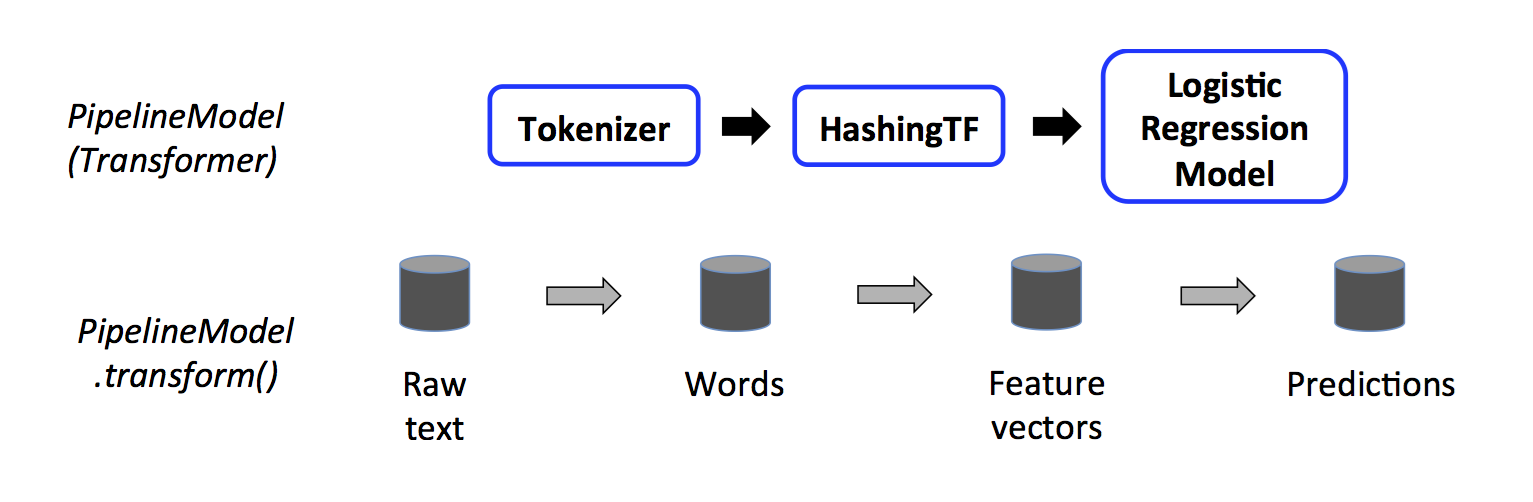 PipelineModel
(Transformer)
Tokenizer
HashingTF
Logistic
Regression
Model
PipelineModel
.transform()
Raw
text
Words
Feature
vectors
Predictions